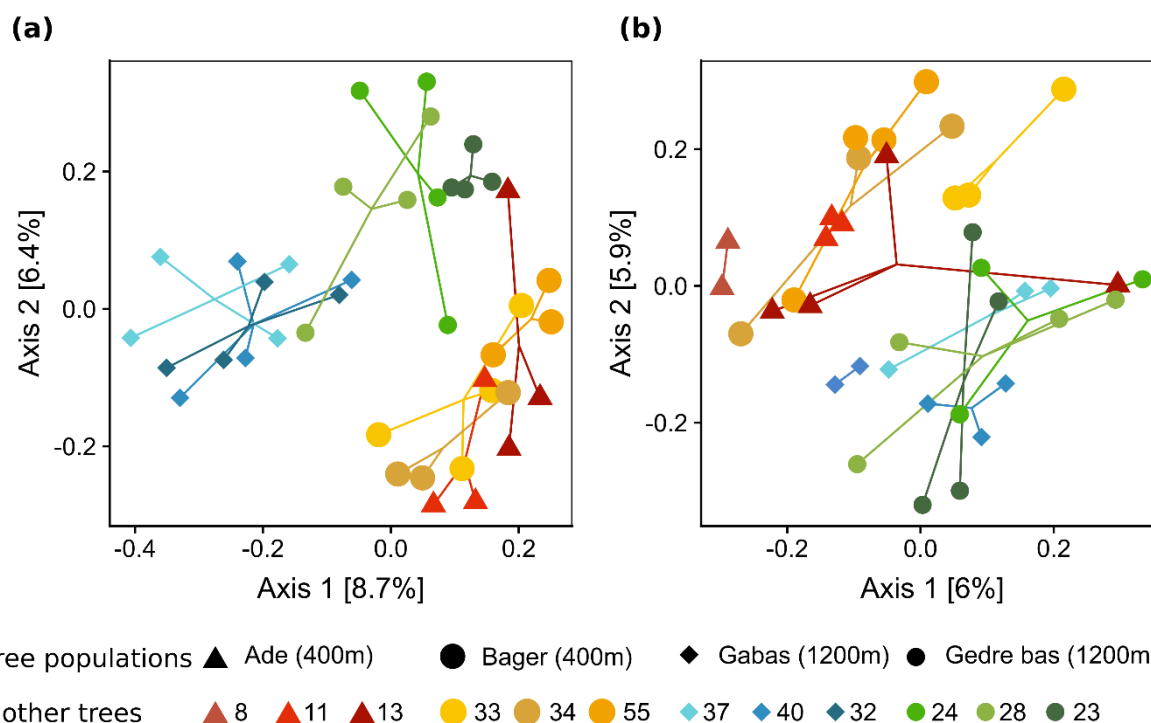 (a) (b)
0.2 0.2
0.0 0.0
-0.2 -0.2
Axis 2 [6.4%] Axis 2 [5.9%]
-0.4 -0.2 0.0 0.2 -0.2 0.0 0.2
Axis 1 [8.7%] Axis 1 [6%]
ree populations Ade (400m) Bager (400m) Gabas (1200m) Gedre bas (1200m
other trees 8 11 13 33 34 55 37 40 32 24 28 23